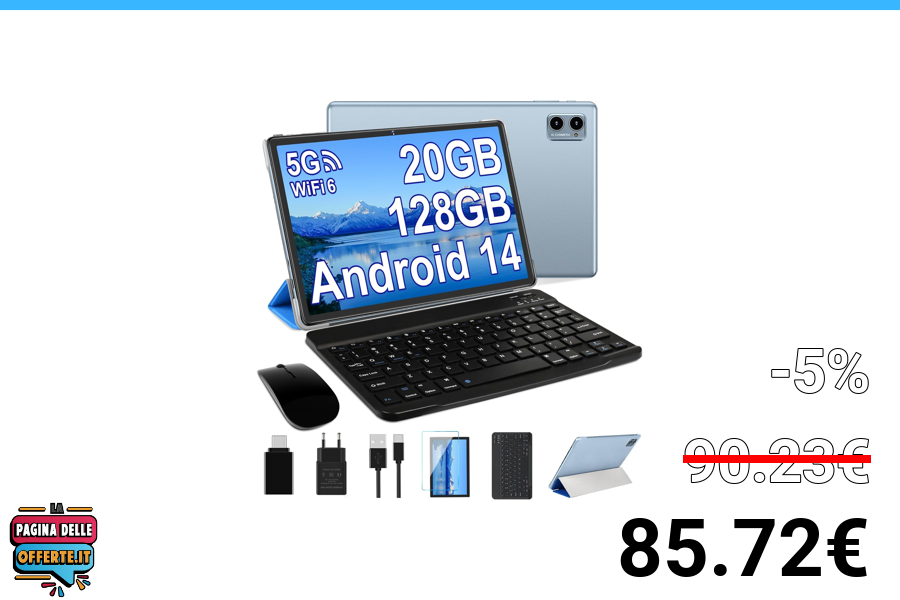 5G
WiFi 6
20GB
128GB
Android 14
-5%
90.23€
85.72€
LA
PAGINA DELLE
OFFERTE.IT